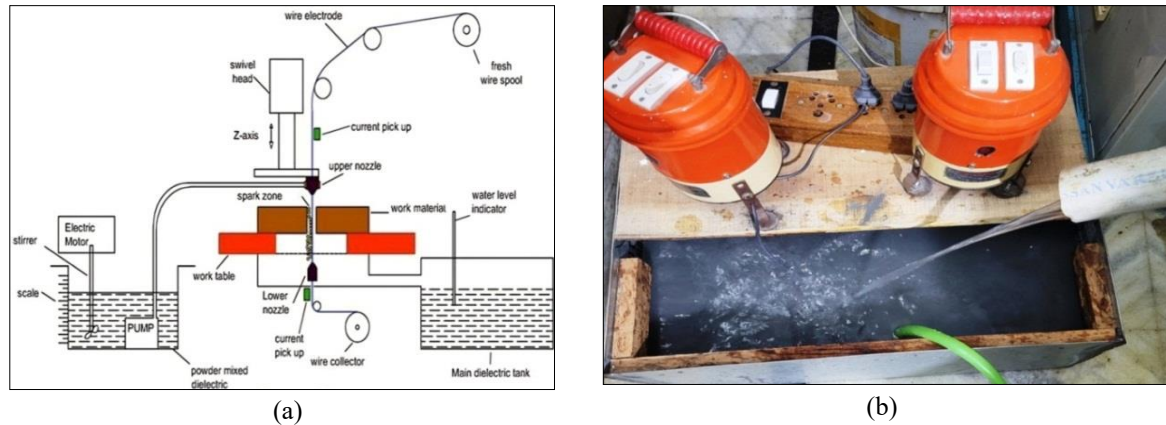 wire electrode
fresh
wire spool
swivel
head
Z-axis
current pick up
upper nozzle
spark zone
work material
water level
indicator
Electric
Motor
stirrer
scale
work table
PUMP
Lower
nozzle
current
pick up
wire collector
powder mixed
dielectric
Main dielectric tank
(a)
(b)